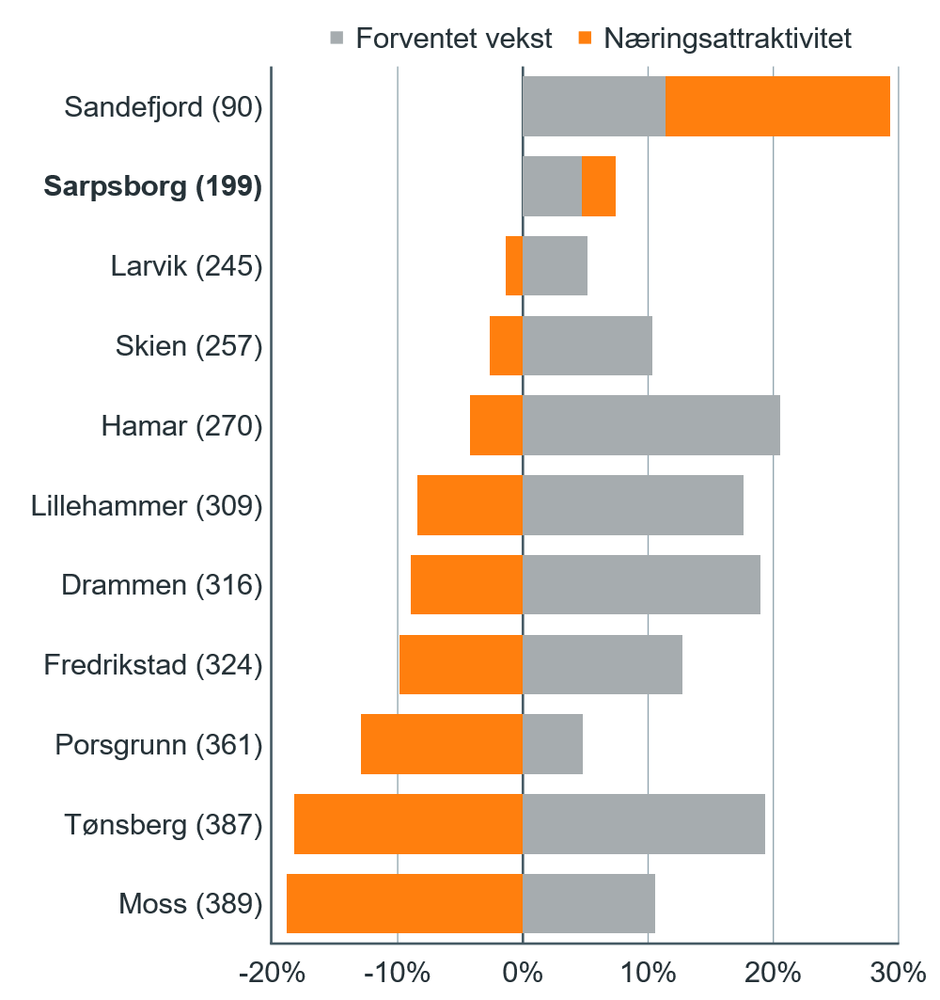 Forventet vekst Næringsattraktivitet
Sandefjord (90)
Sarpsborg (199)
Larvik (245)
Skien (257)
Hamar (270)
Lillehammer (309)
Drammen (316)
Fredrikstad (324)
Porsgrunn (361)
Tønsberg (387)
Moss (389)
-20% -10% 0% 10% 20% 30%